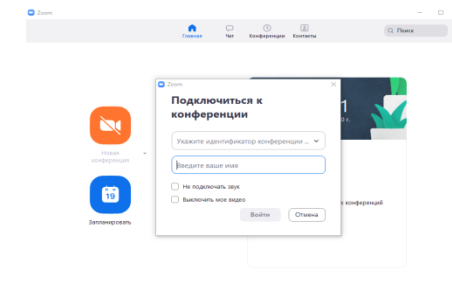 Zoom
Главная
Чат
Конференции
Контакты
Поиск
Zoom
Подключиться к
конференции
Укажите идентификатор конференции ...
Введите ваше имя
Не подключать звук
Выключить мое видео
Войти
Отмена
Новая
конференция
19
Запланировать
1
конференций